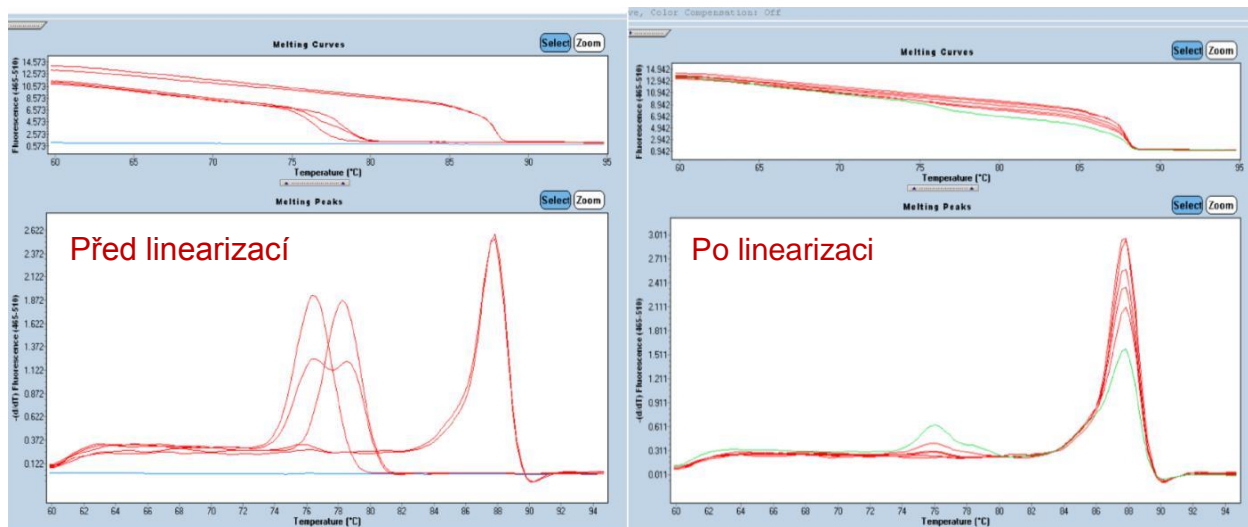 ve, Color Compensation: Off
Melting Curves
Select
Zoom
Fluorescence (465-510)
14.573
12.573
10.573
8.573
6.573
4.573
2.573
0.573
60 65 70 75 80 85 90 95
Temperature (°C)
Melting Peaks
Select
Zoom
Před linearizací
-(d/dT) Fluorescence (465-510)
2.622
2.372
2.122
1.872
1.622
1.372
1.122
0.872
0.622
0.372
0.122
60 62 64 66 68 70 72 74 76 78 80 82 84 86 88 90 92 94
Temperature (°C)
Melting Curves
Select
Zoom
Fluorescence (465-510)
14.942
12.942
10.942
8.942
6.942
4.942
2.942
0.942
60 65 70 75 80 85 90 95
Temperature (°C)
Melting Peaks
Select
Zoom
Po linearizaci
-(d/dT) Fluorescence (465-510)
3.011
2.711
2.411
2.111
1.811
1.511
1.211
0.911
0.611
0.311
0.011
60 62 64 66 68 70 72 74 76 78 80 82 84 86 88 90 92 94
Temperature (°C)